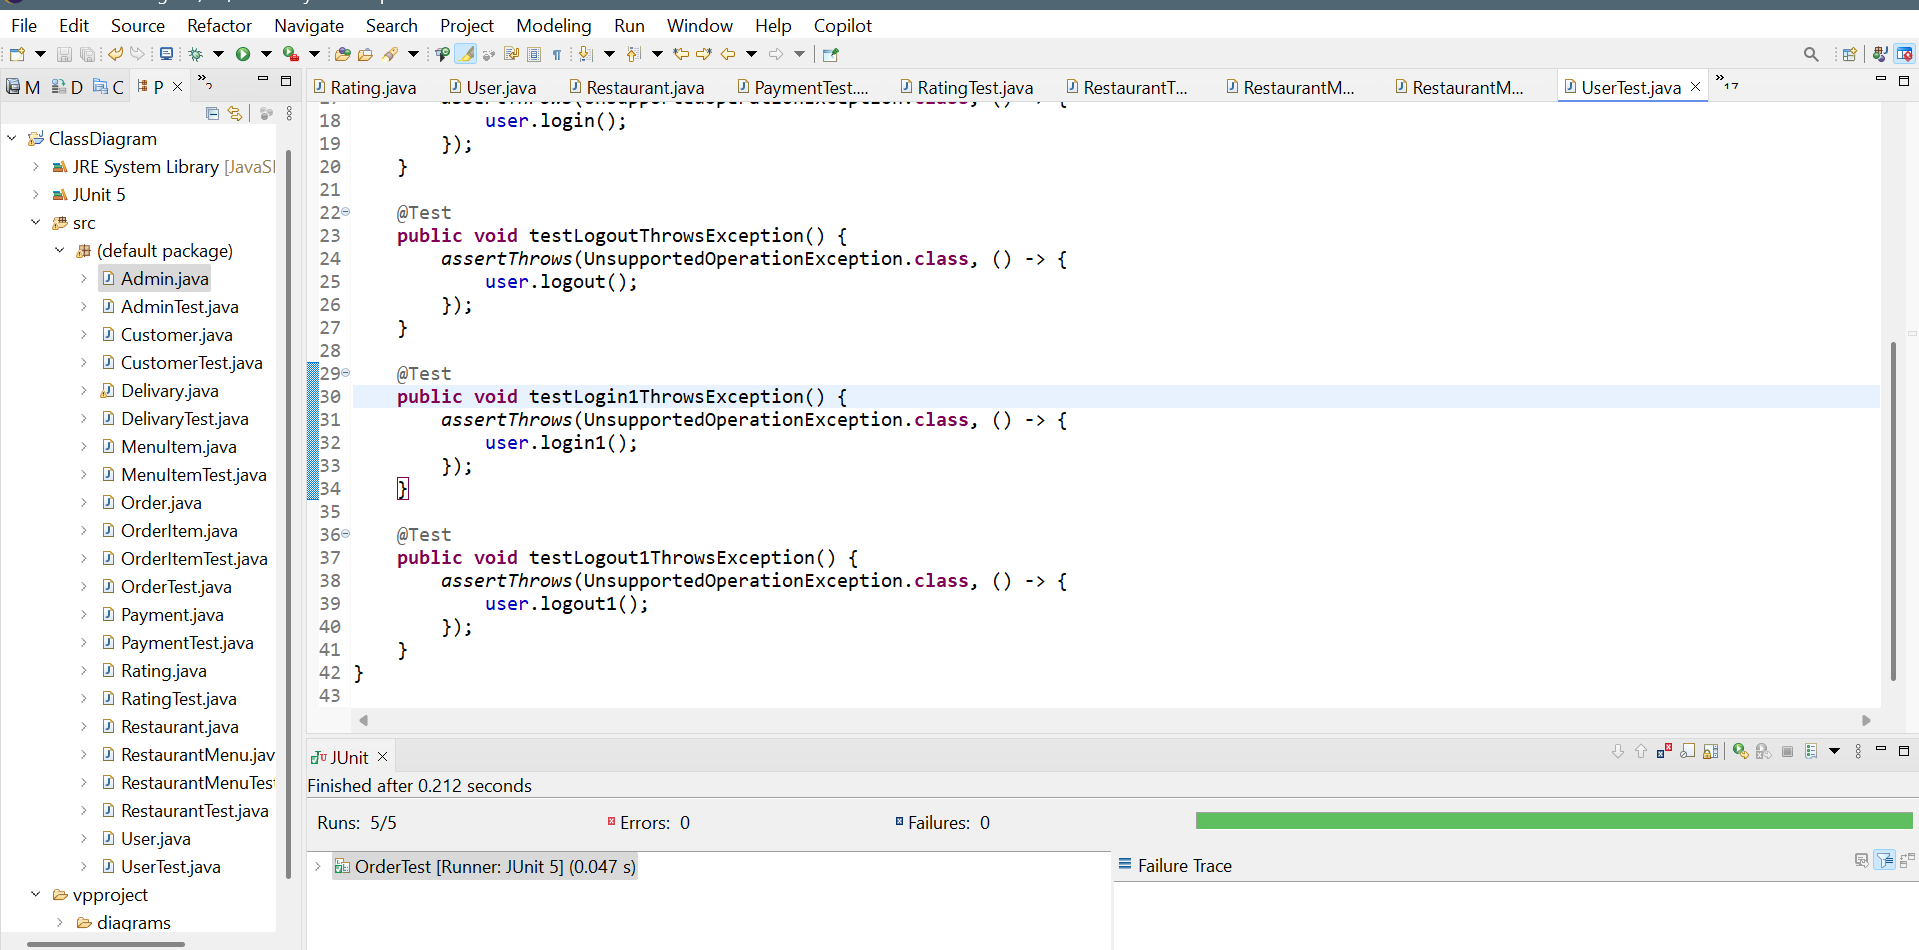 File Edit Source Refactor Navigate Search Project Modeling Run Window Help Copilot
M D C P
Rating.java User.java Restaurant.java PaymentTest.... RatingTest.java RestaurantT... RestaurantM... RestaurantM... UserTest.java 17
ClassDiagram
JRE System Library [JavaSE
JUnit 5
src
(default package)
Admin.java
AdminTest.java
Customer.java
CustomerTest.java
Delivary.java
DelivaryTest.java
MenuItem.java
MenuItemTest.java
Order.java
OrderItem.java
OrderItemTest.java
OrderTest.java
Payment.java
PaymentTest.java
Rating.java
RatingTest.java
Restaurant.java
RestaurantMenu.jav
RestaurantMenuTest
RestaurantTest.java
User.java
UserTest.java
vpproject
diagrams
17 assertThrows(UnsupportedOperationException.class, () -> {
18 user.login();
19 });
20 }
21
22 @Test
23 public void testLogoutThrowsException() {
24 assertThrows(UnsupportedOperationException.class, () -> {
25 user.logout();
26 });
27 }
28
29 @Test
30 public void testLogin1ThrowsException() {
31 assertThrows(UnsupportedOperationException.class, () -> {
32 user.login1();
33 });
34 }
35
36 @Test
37 public void testLogout1ThrowsException() {
38 assertThrows(UnsupportedOperationException.class, () -> {
39 user.logout1();
40 });
41 }
42 }
43
JUnit
Finished after 0.212 seconds
Runs: 5/5 Errors: 0 Failures: 0
OrderTest [Runner: JUnit 5] (0.047 s)
Failure Trace